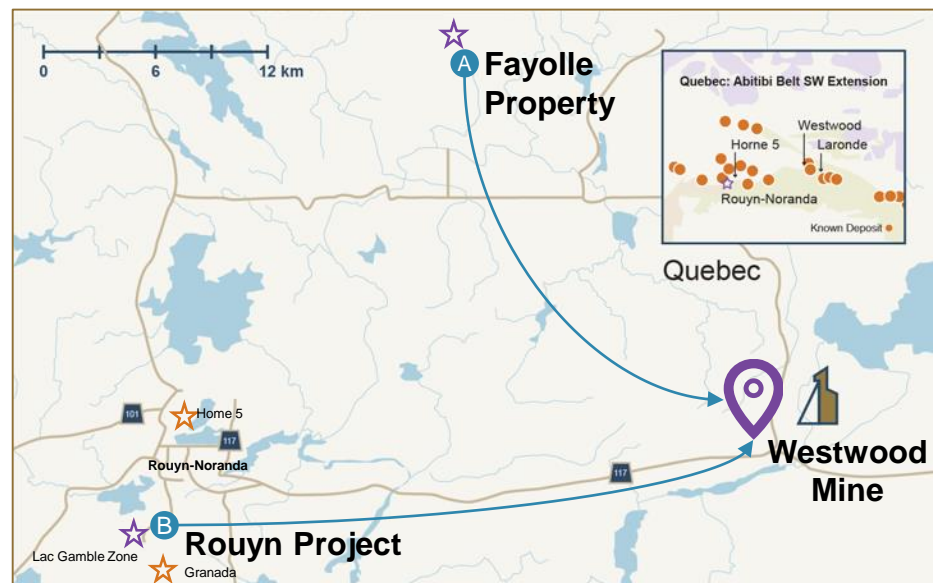 0 6 12 km
A
Fayolle
Property
Quebec: Abitibi Belt SW Extension
Westwood
Horne 5
Laronde
Rouyn-Noranda
Known Deposit
Quebec
101
Home 5
117
Rouyn-Noranda
117
Westwood
Mine
B
Rouyn Project
Lac Gamble Zone
Granada